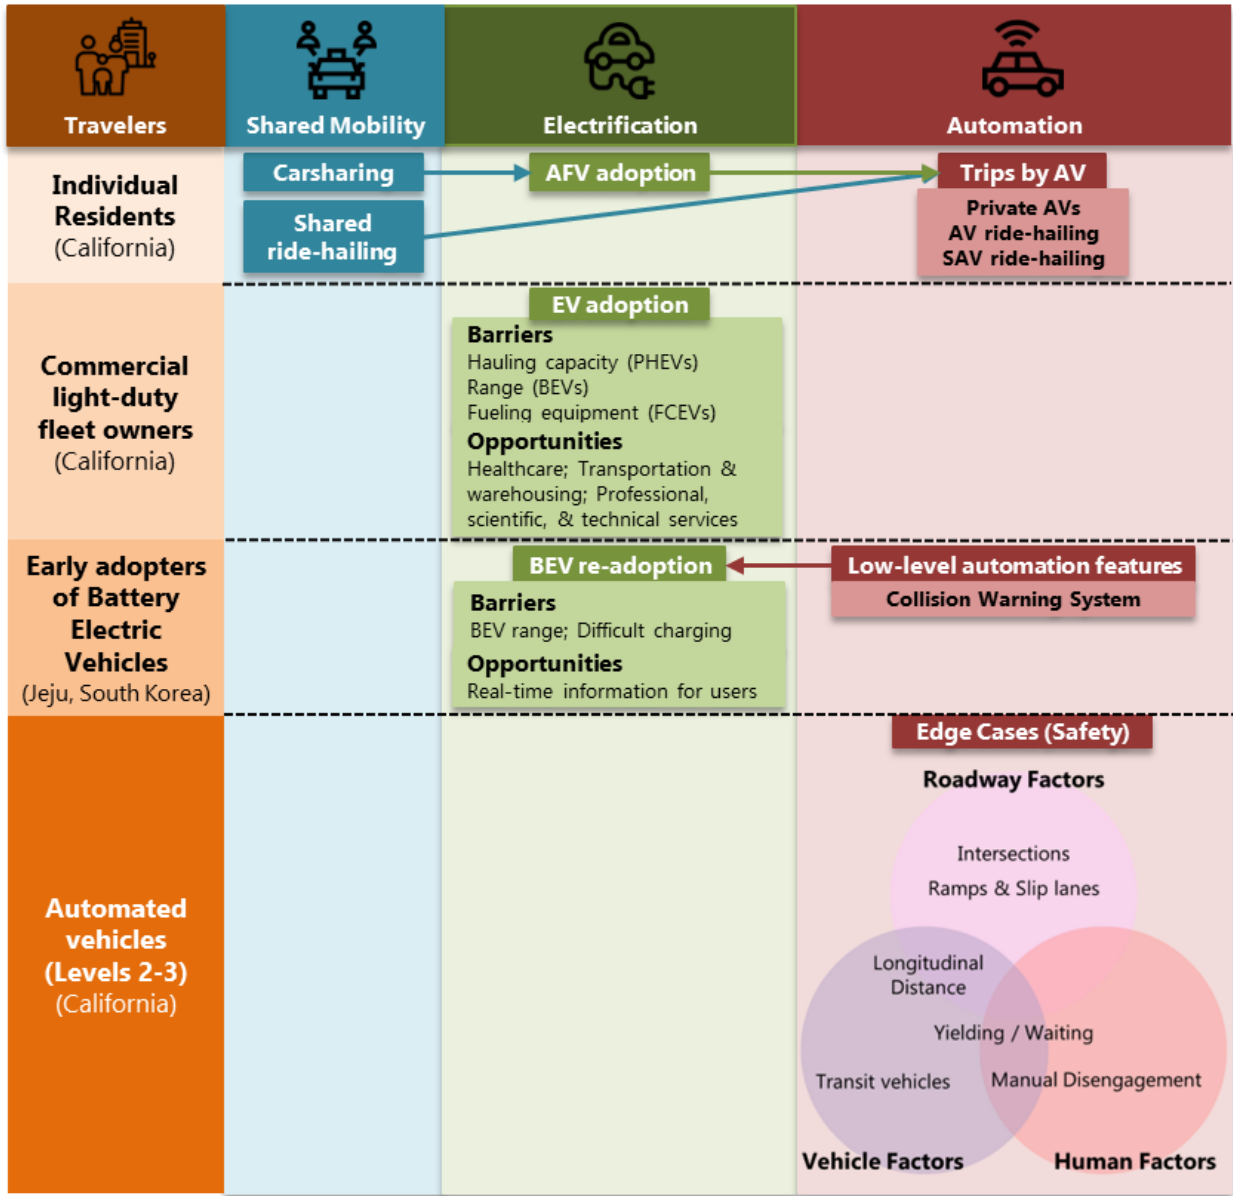 Travelers
Shared Mobility
Electrification
Automation
Individual
Residents
(California)
Carsharing
Shared
ride-hailing
AFV adoption
Trips by AV
Private AVs
AV ride-hailing
SAV ride-hailing
Commercial
light-duty
fleet owners
(California)
EV adoption
Barriers
Hauling capacity (PHEVs)
Range (BEVs)
Fueling equipment (FCEVs)
Opportunities
Healthcare; Transportation &
warehousing; Professional,
scientific, & technical services
Early adopters
of Battery
Electric
Vehicles
(Jeju, South Korea)
BEV re-adoption
Barriers
BEV range; Difficult charging
Opportunities
Real-time information for users
Low-level automation features
Collision Warning System
Automated
vehicles
(Levels 2-3)
(California)
Edge Cases (Safety)
Roadway Factors
Intersections
Ramps & Slip lanes
Longitudinal
Distance
Yielding / Waiting
Transit vehicles
Manual Disengagement
Vehicle Factors
Human Factors